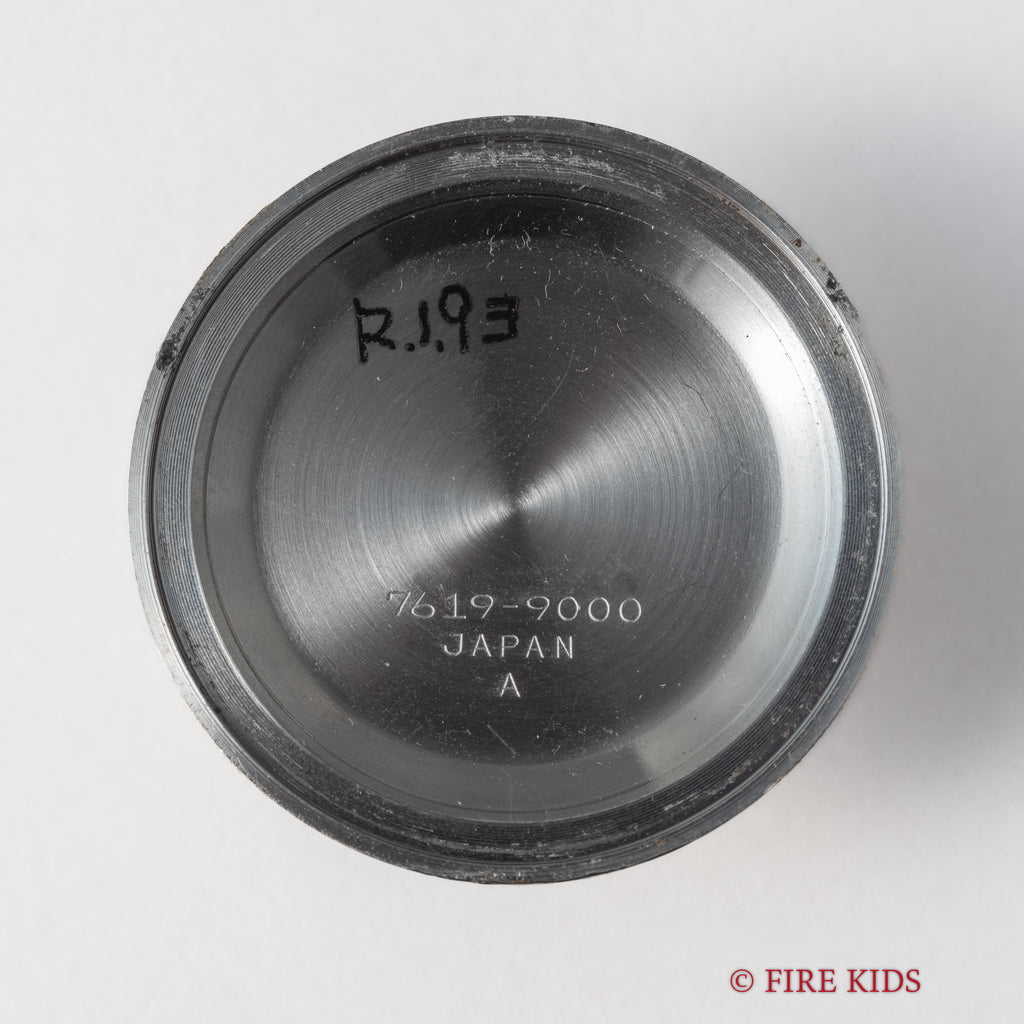 R.1.93
7619-9000
JAPAN
A
© FIRE KIDS